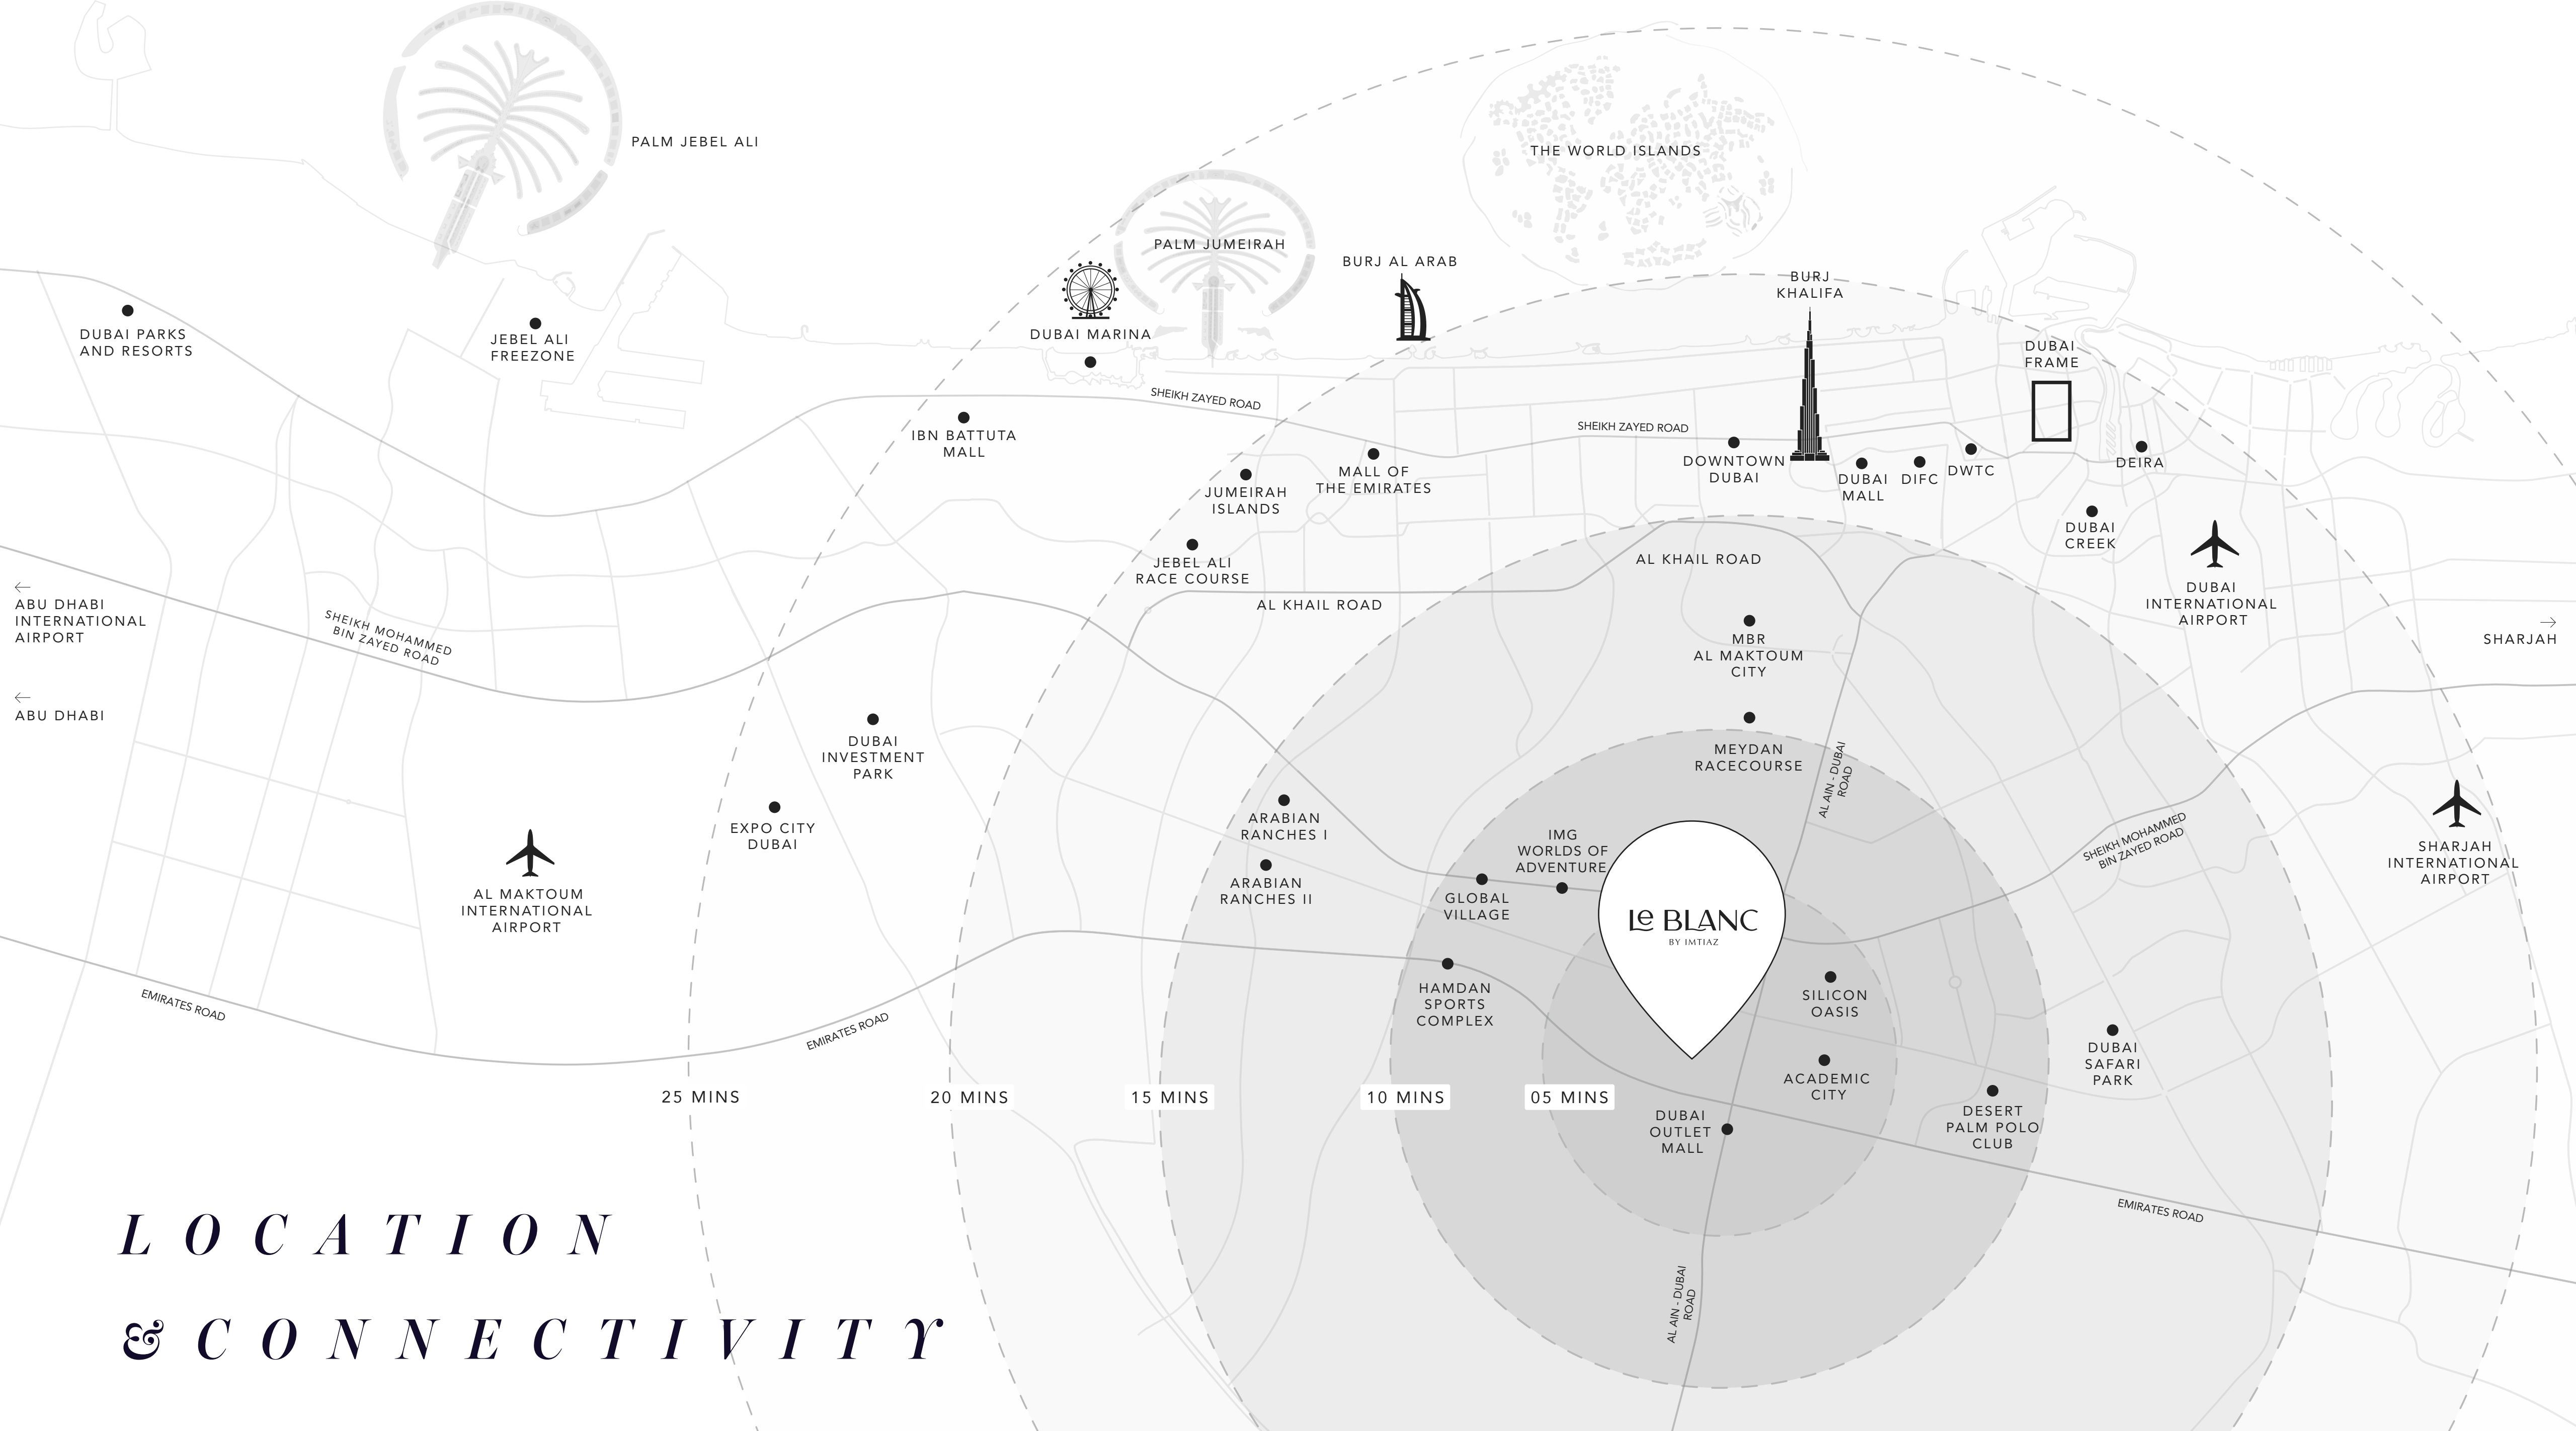 PALM JEBEL ALI
THE WORLD ISLANDS
PALM JUMEIRAH
BURJ AL ARAB
BURJ
KHALIFA
DUBAI PARKS
AND RESORTS
JEBEL ALI
FREEZONE
DUBAI MARINA
DUBAI
FRAME
SHEIKH ZAYED ROAD
SHEIKH ZAYED ROAD
IBN BATTUTA
MALL
JUMEIRAH
ISLANDS
MALL OF
THE EMIRATES
DOWNTOWN
DUBAI
DUBAI
MALL
DIFC
DWTC
DEIRA
DUBAI
CREEK
JEBEL ALI
RACE COURSE
AL KHAIL ROAD
AL KHAIL ROAD
DUBAI
INTERNATIONAL
AIRPORT
←
ABU DHABI
INTERNATIONAL
AIRPORT
SHEIKH MOHAMMED
BIN ZAYED ROAD
→
SHARJAH
MBR
AL MAKTOUM
CITY
←
ABU DHABI
DUBAI
INVESTMENT
PARK
MEYDAN
RACECOURSE
AL AIN - DUBAI
ROAD
EXPO CITY
DUBAI
ARABIAN
RANCHES I
ARABIAN
RANCHES II
IMG
WORLDS OF
ADVENTURE
GLOBAL
VILLAGE
SHEIKH MOHAMMED
BIN ZAYED ROAD
SHARJAH
INTERNATIONAL
AIRPORT
AL MAKTOUM
INTERNATIONAL
AIRPORT
Le BLANC
BY IMTIAZ
HAMDAN
SPORTS
COMPLEX
SILICON
OASIS
EMIRATES ROAD
EMIRATES ROAD
DUBAI
SAFARI
PARK
ACADEMIC
CITY
25 MINS
20 MINS
15 MINS
10 MINS
05 MINS
DUBAI
OUTLET
MALL
DESERT
PALM POLO
CLUB
EMIRATES ROAD
AL AIN - DUBAI
ROAD
LOCATION
& CONNECTIVITY